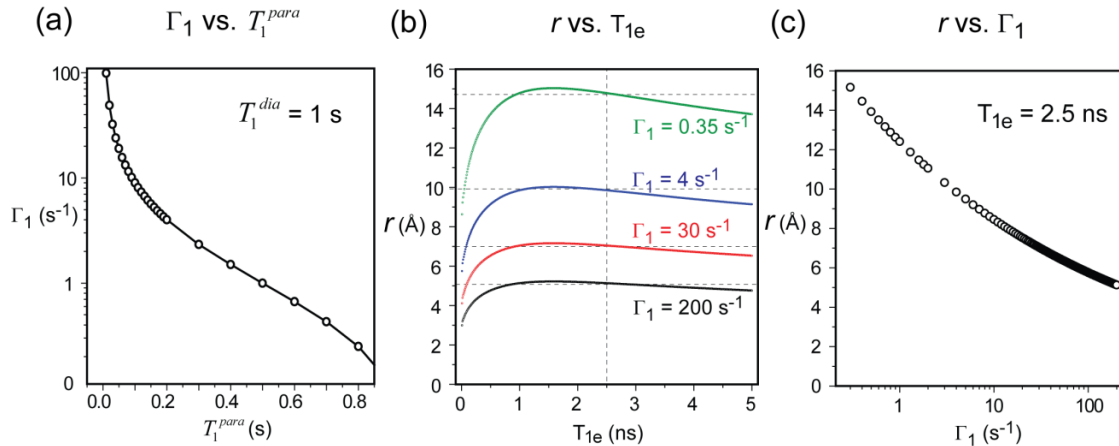 (a) Γ₁ vs. T₁ᵖᵃʳᵃ
T₁ᵈⁱᵃ = 1 s
100
10
1
0
Γ₁ (s⁻¹)
0.0 0.2 0.4 0.6 0.8
T₁ᵖᵃʳᵃ (s)
(b) r vs. T₁ₑ
16
14
12
10
8
6
4
2
0
r (Å)
Γ₁ = 0.35 s⁻¹
Γ₁ = 4 s⁻¹
Γ₁ = 30 s⁻¹
Γ₁ = 200 s⁻¹
0 1 2 3 4 5
T₁ₑ (ns)
(c) r vs. Γ₁
T₁ₑ = 2.5 ns
16
14
12
10
8
6
4
2
0
r (Å)
1 10 100
Γ₁ (s⁻¹)